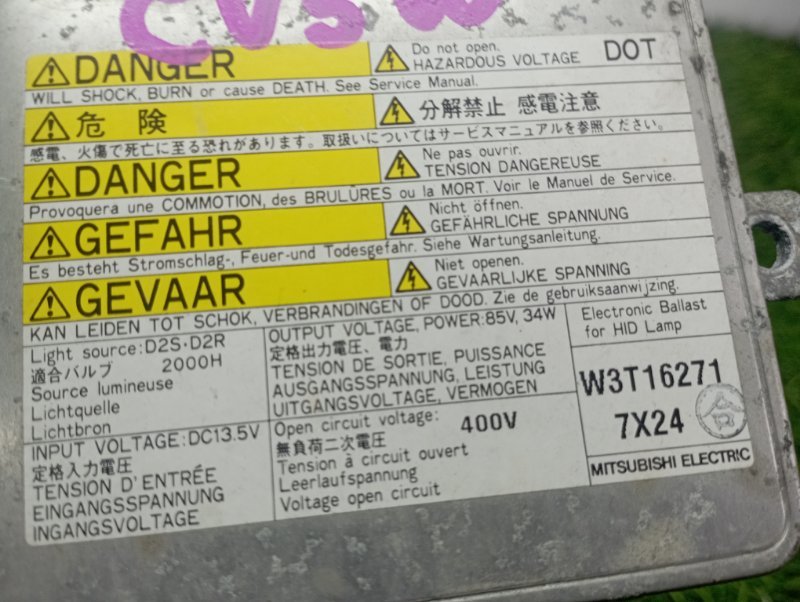 CV5W
DANGER
Do not open.
HAZARDOUS VOLTAGE
DOT
WILL SHOCK, BURN or cause DEATH. See Service Manual.
危 険
分解禁止 感電注意
感電、火傷で死亡に至る恐れがあります。取扱いについてはサービスマニュアルを参照ください。
DANGER
Ne pas ouvrir.
TENSION DANGEREUSE
Provoquera une COMMOTION, des BRULÛRES ou la MORT. Voir le Manuel de Service.
GEFAHR
Nicht öffnen.
GEFÄHRLICHE SPANNUNG
Es besteht Stromschlag-, Feuer-und Todesgefahr. Siehe Wartungsanleitung.
GEVAAR
Niet openen.
GEVAARLIJKE SPANNING
KAN LEIDEN TOT SCHOK, VERBRANDINGEN OF DOOD. Zie de gebruiksaanwijzing.
Light source:D2S・D2R
適合バルブ 2000H
Source lumineuse
Lichtquelle
Lichtbron
OUTPUT VOLTAGE, POWER:85V, 34W
定格出力電圧、電力
TENSION DE SORTIE, PUISSANCE
AUSGANGSSPANNUNG, LEISTUNG
UITGANGSVOLTAGE, VERMOGEN
Electronic Ballast
for HID Lamp
INPUT VOLTAGE:DC13.5V
定格入力電圧
TENSION D'ENTRÉE
EINGANGSSPANNUNG
INGANGSVOLTAGE
Open circuit voltage: 400V
無負荷二次電圧
Tension à circuit ouvert
Leerlaufspannung
Voltage open circuit
W3T16271
7X24 合
MITSUBISHI ELECTRIC